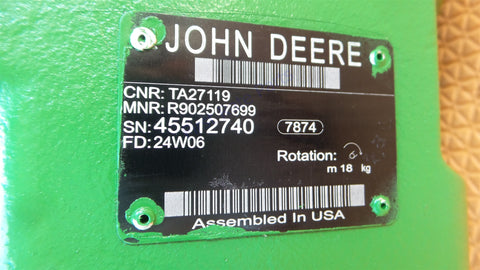 JOHN DEERE
CNR: TA27119
MNR: R902507699
SN: 45512740 7874
FD: 24W06
Rotation:
m 18 kg
Assembled In USA